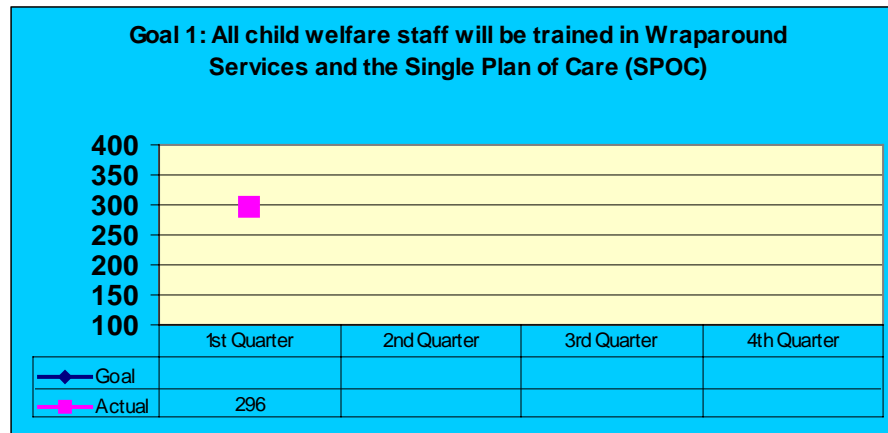 Goal 1: All child welfare staff will be trained in Wraparound
Services and the Single Plan of Care (SPOC)
400
350
300
250
200
150
100
1st Quarter 2nd Quarter 3rd Quarter 4th Quarter
Goal
Actual 296